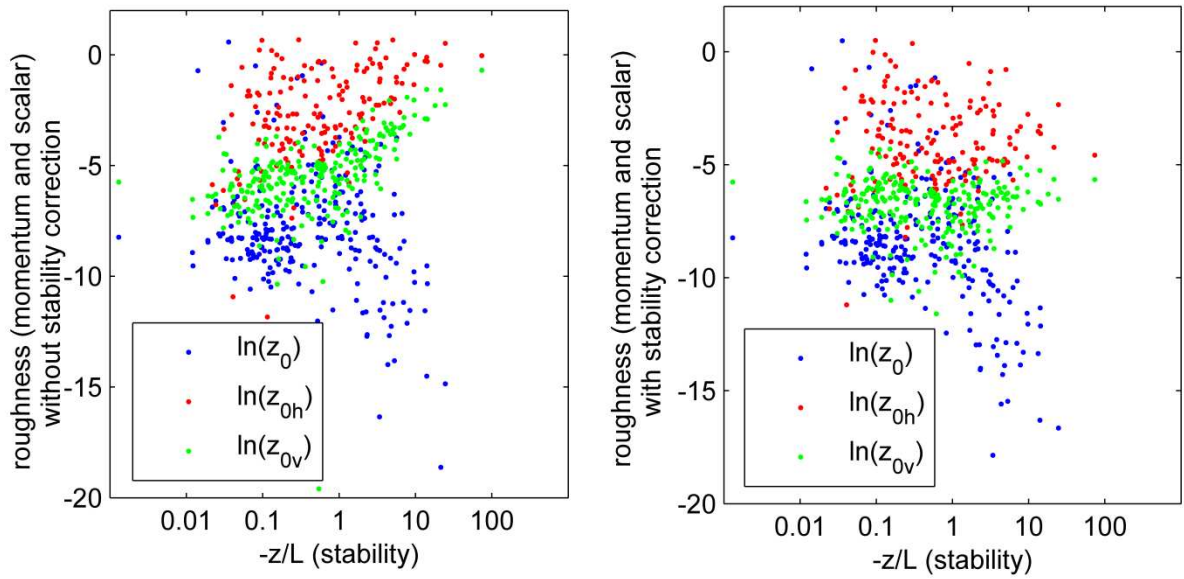 roughness (momentum and scalar)
without stability correction
0
-5
-10
-15
-20
ln(z0)
ln(z0h)
ln(z0v)
0.01
0.1
1
10
100
-z/L (stability)
roughness (momentum and scalar)
with stability correction
0
-5
-10
-15
-20
ln(z0)
ln(z0h)
ln(z0v)
0.01
0.1
1
10
100
-z/L (stability)